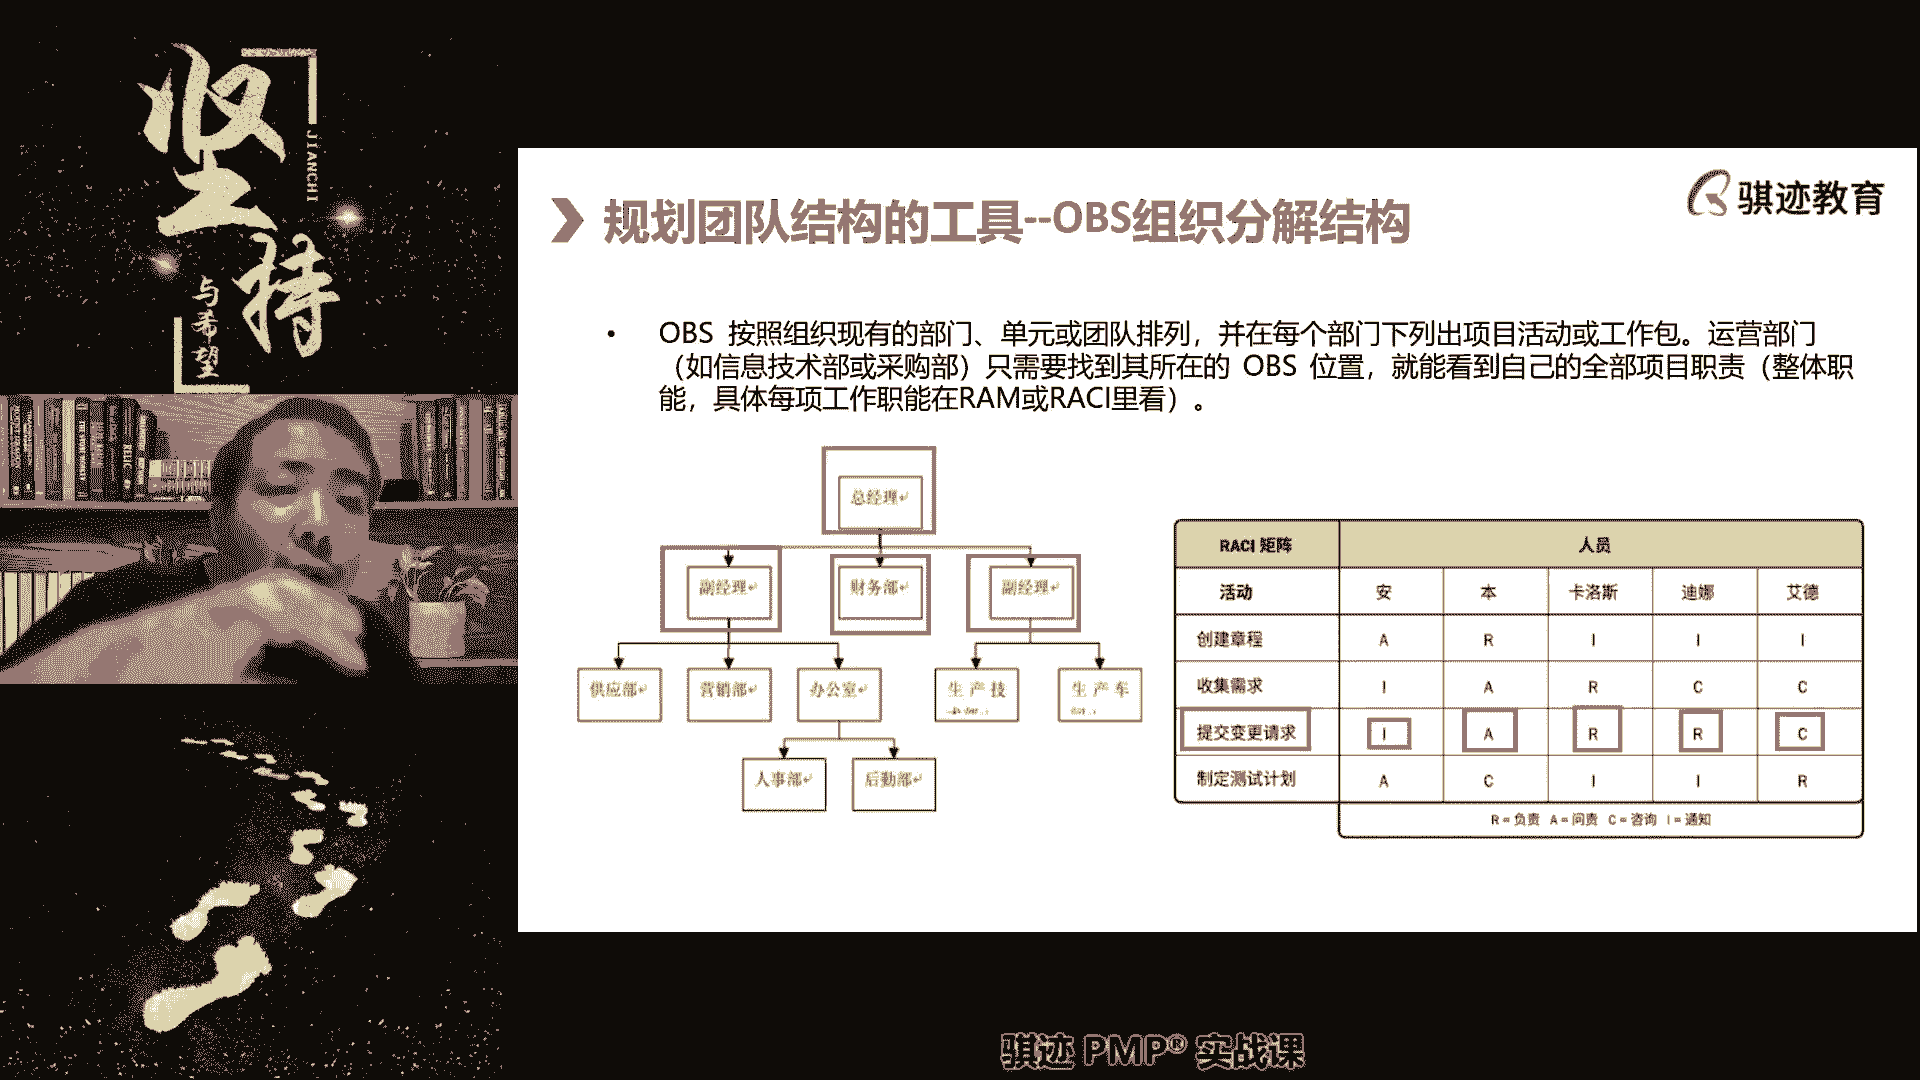 坚
JIANCHI
持
与希望
骐迹教育
规划团队结构的工具--OBS组织分解结构
• OBS 按照组织现有的部门、单元或团队排列，并在每个部门下列出项目活动或工作包。运营部门
（如信息技术部或采购部）只需要找到其所在的 OBS 位置，就能看到自己的全部项目职责（整体职
能，具体每项工作职能在RAM或RACI里看）。
总经理
副经理 财务部 副经理
供应部 营销部 办公室 生产技 生产车
人事部 后勤部
RACI 矩阵 人员
活动 安 本 卡洛斯 迪娜 艾德
创建章程 A R I I I
收集需求 I A R C C
提交变更请求 I A R R C
制定测试计划 A C I I R
R = 负责 A = 问责 C = 咨询 I = 通知
骐迹 PMP® 实战课